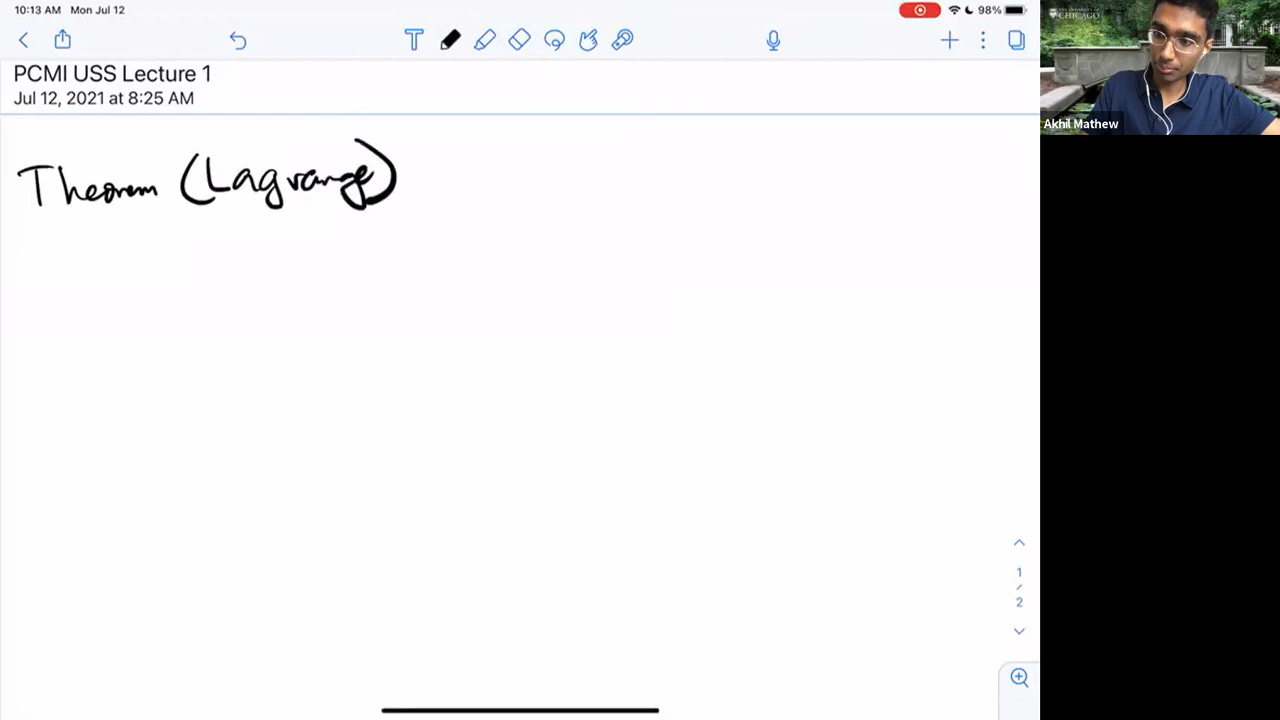 10:13 AM Mon Jul 12
98%
THE UNIVERSITY OF
CHICAGO
PCMI USS Lecture 1
Jul 12, 2021 at 8:25 AM
Akhil Mathew
Theorem (Lagrange)
1
/
2